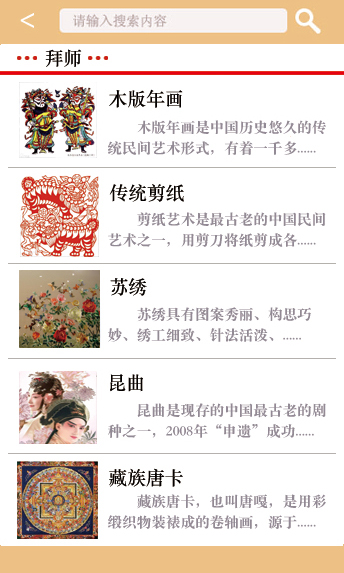 <
请输入搜索内容
••• 拜师 •••
木版年画
木版年画是中国历史悠久的传
统民间艺术形式，有着一千多......
传统剪纸
剪纸艺术是最古老的中国民间
艺术之一，用剪刀将纸剪成各......
苏绣
苏绣具有图案秀丽、构思巧
妙、绣工细致、针法活泼、......
昆曲
昆曲是现存的中国最古老的剧
种之一，2008年“申遗”成功......
藏族唐卡
藏族唐卡，也叫唐嘎，是用彩
缎织物装裱成的卷轴画，源于......